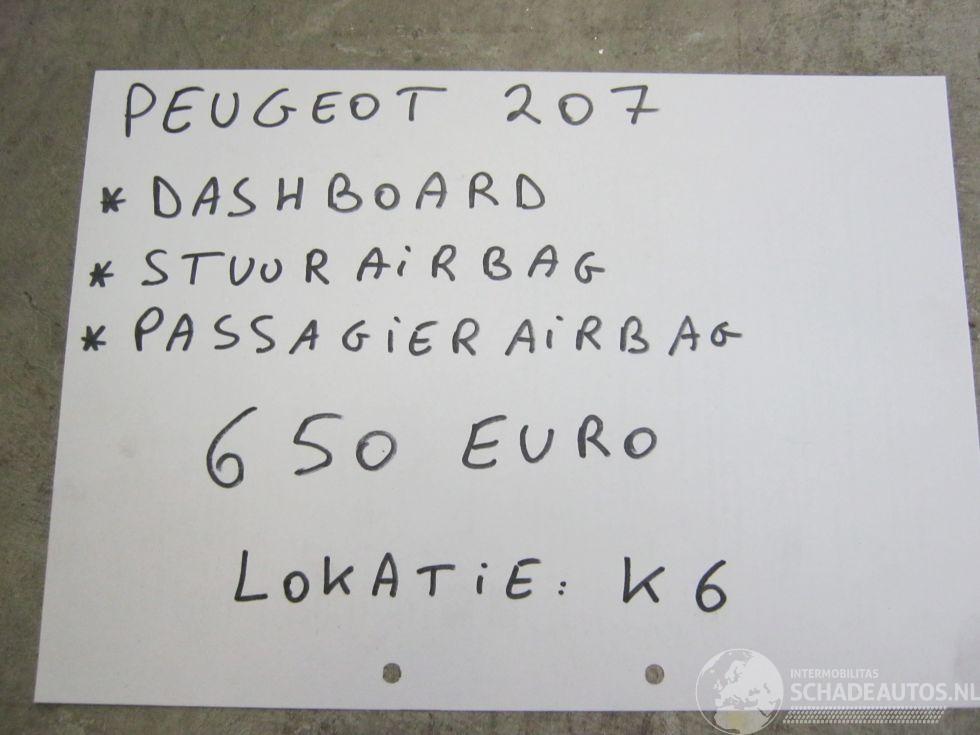 PEUGEOT 207
* DASHBOARD
* STUURAiRBAG
* PASSAGiERAiRBAG
650 EURO
LOKATiE: K6
INTERMOBILITAS
SCHADEAUTOS.NL